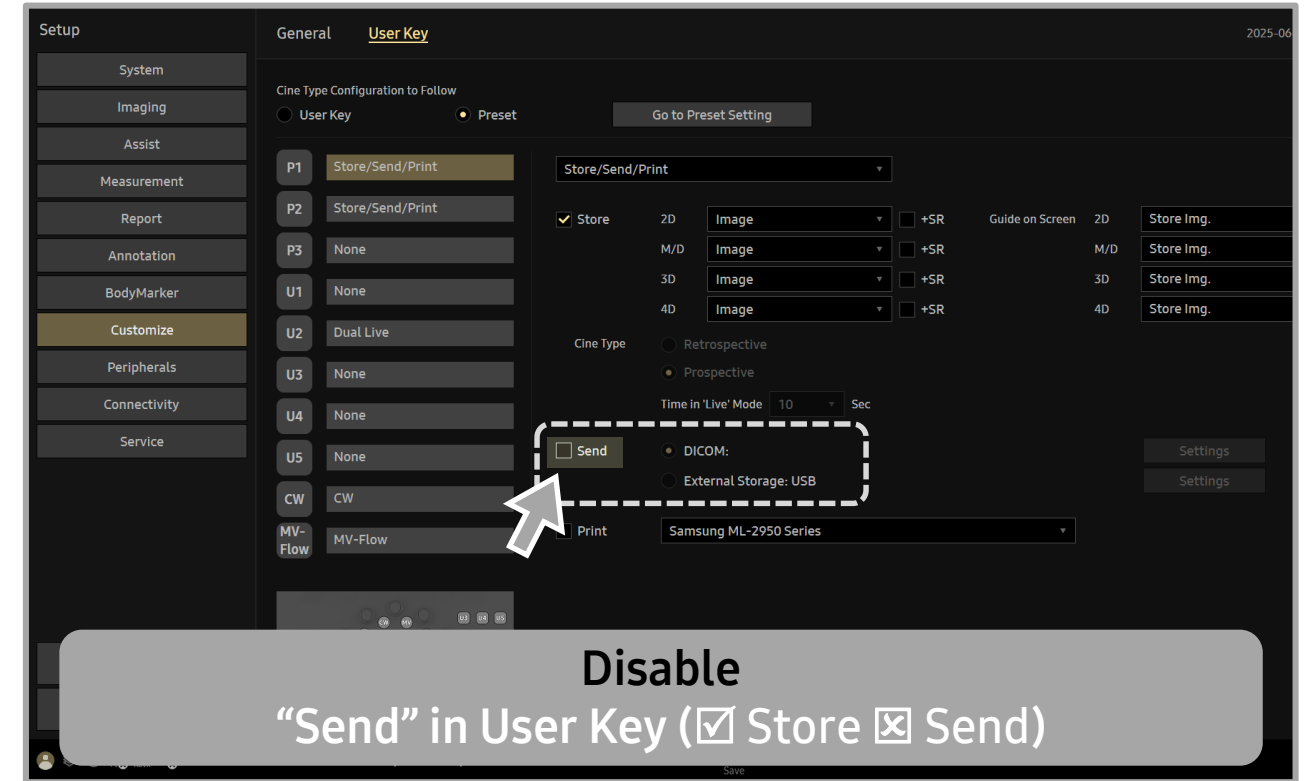 Setup
General User Key 2025-06
System
Imaging
Assist
Measurement
Report
Annotation
BodyMarker
Customize
Peripherals
Connectivity
Service
Cine Type Configuration to Follow
User Key Preset Go to Preset Setting
P1 Store/Send/Print
P2 Store/Send/Print
P3 None
U1 None
U2 Dual Live
U3 None
U4 None
U5 None
CW CW
MV-
Flow MV-Flow
Store/Send/Print
Store 2D Image +SR Guide on Screen 2D Store Img.
M/D Image +SR M/D Store Img.
3D Image +SR 3D Store Img.
4D Image +SR 4D Store Img.
Cine Type Retrospective
Prospective
Time in 'Live' Mode 10 Sec
Send DICOM: Settings
External Storage: USB Settings
Print Samsung ML-2950 Series
CW MV U3 U4 U5
Disable
“Send” in User Key (☑ Store ☒ Send)
Save